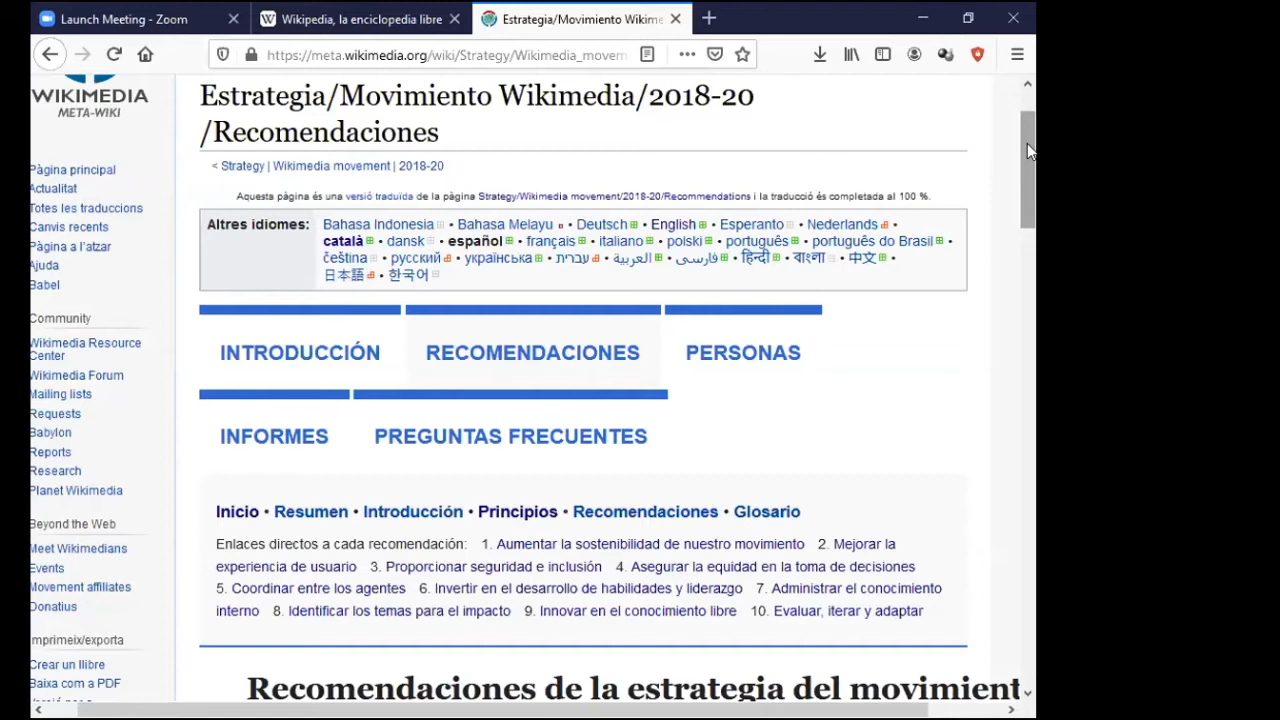 Launch Meeting - Zoom
Wikipedia, la enciclopedia libre
Estrategia/Movimiento Wikime
https://meta.wikimedia.org/wiki/Strategy/Wikimedia_movem
WIKIMEDIA
META-WIKI
Pàgina principal
Actualitat
Totes les traduccions
Canvis recents
Pàgina a l'atzar
Ajuda
Babel
Community
Wikimedia Resource
Center
Wikimedia Forum
Mailing lists
Requests
Babylon
Reports
Research
Planet Wikimedia
Beyond the Web
Meet Wikimedians
Events
Movement affiliates
Donatius
Imprimeix/exporta
Crear un llibre
Baixa com a PDF
Estrategia/Movimiento Wikimedia/2018-20
/Recomendaciones
< Strategy | Wikimedia movement | 2018-20
Aquesta pàgina és una versió traduïda de la pàgina Strategy/Wikimedia movement/2018-20/Recommendations i la traducció és completada al 100 %.
Altres idiomes: Bahasa Indonesia • Bahasa Melayu • Deutsch • English • Esperanto • Nederlands •
català • dansk • español • français • italiano • polski • português • português do Brasil •
čeština • русский • українська • עברית • العربية • فارسی • हिन्दी • বাংলা • 中文 •
日本語 • 한국어
INTRODUCCIÓN RECOMENDACIONES PERSONAS
INFORMES PREGUNTAS FRECUENTES
Inicio • Resumen • Introducción • Principios • Recomendaciones • Glosario
Enlaces directos a cada recomendación: 1. Aumentar la sostenibilidad de nuestro movimiento 2. Mejorar la
experiencia de usuario 3. Proporcionar seguridad e inclusión 4. Asegurar la equidad en la toma de decisiones
5. Coordinar entre los agentes 6. Invertir en el desarrollo de habilidades y liderazgo 7. Administrar el conocimiento
interno 8. Identificar los temas para el impacto 9. Innovar en el conocimiento libre 10. Evaluar, iterar y adaptar
Recomendaciones de la estrategia del movimient